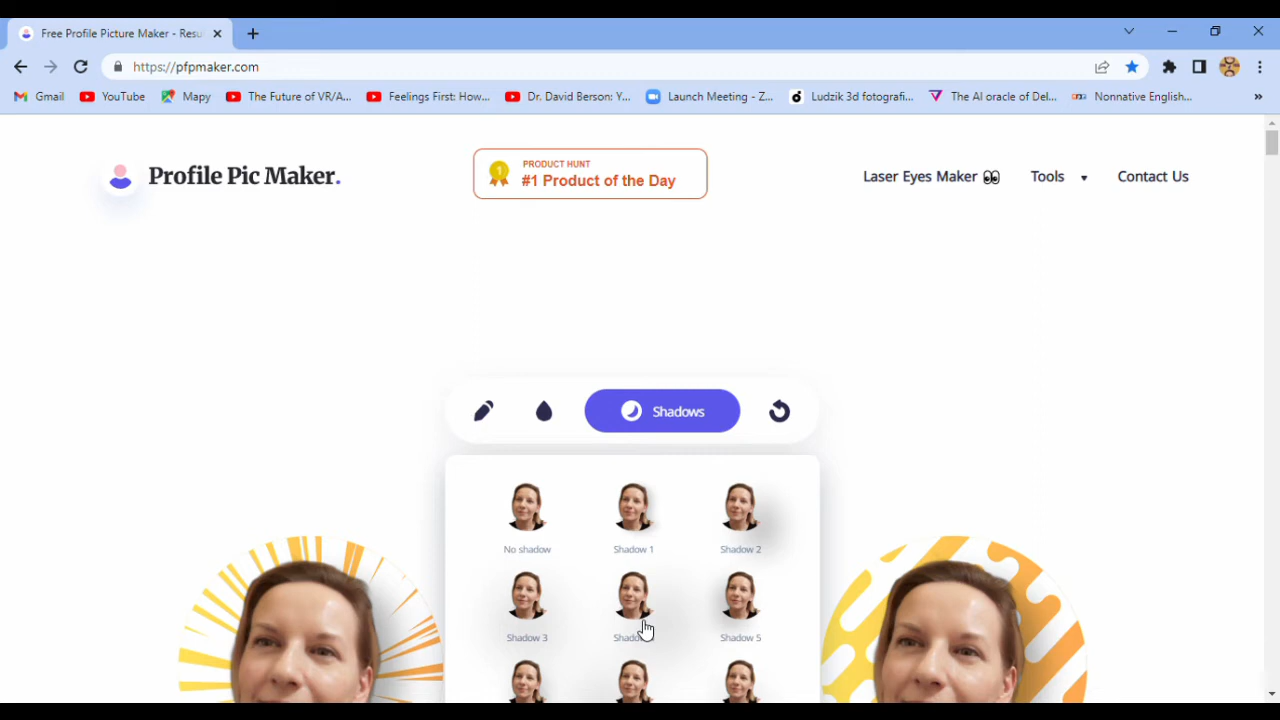 Free Profile Picture Maker - Resu
https://pfpmaker.com
Gmail
YouTube
Mapy
The Future of VR/A...
Feelings First: How...
Dr. David Berson: Y...
Launch Meeting - Z...
Ludzik 3d fotografi...
The AI oracle of Del...
Nonnative English...
»
Profile Pic Maker.
1
PRODUCT HUNT
#1 Product of the Day
Laser Eyes Maker 👀
Tools
Contact Us
Shadows
No shadow
Shadow 1
Shadow 2
Shadow 3
Shado
Shadow 5